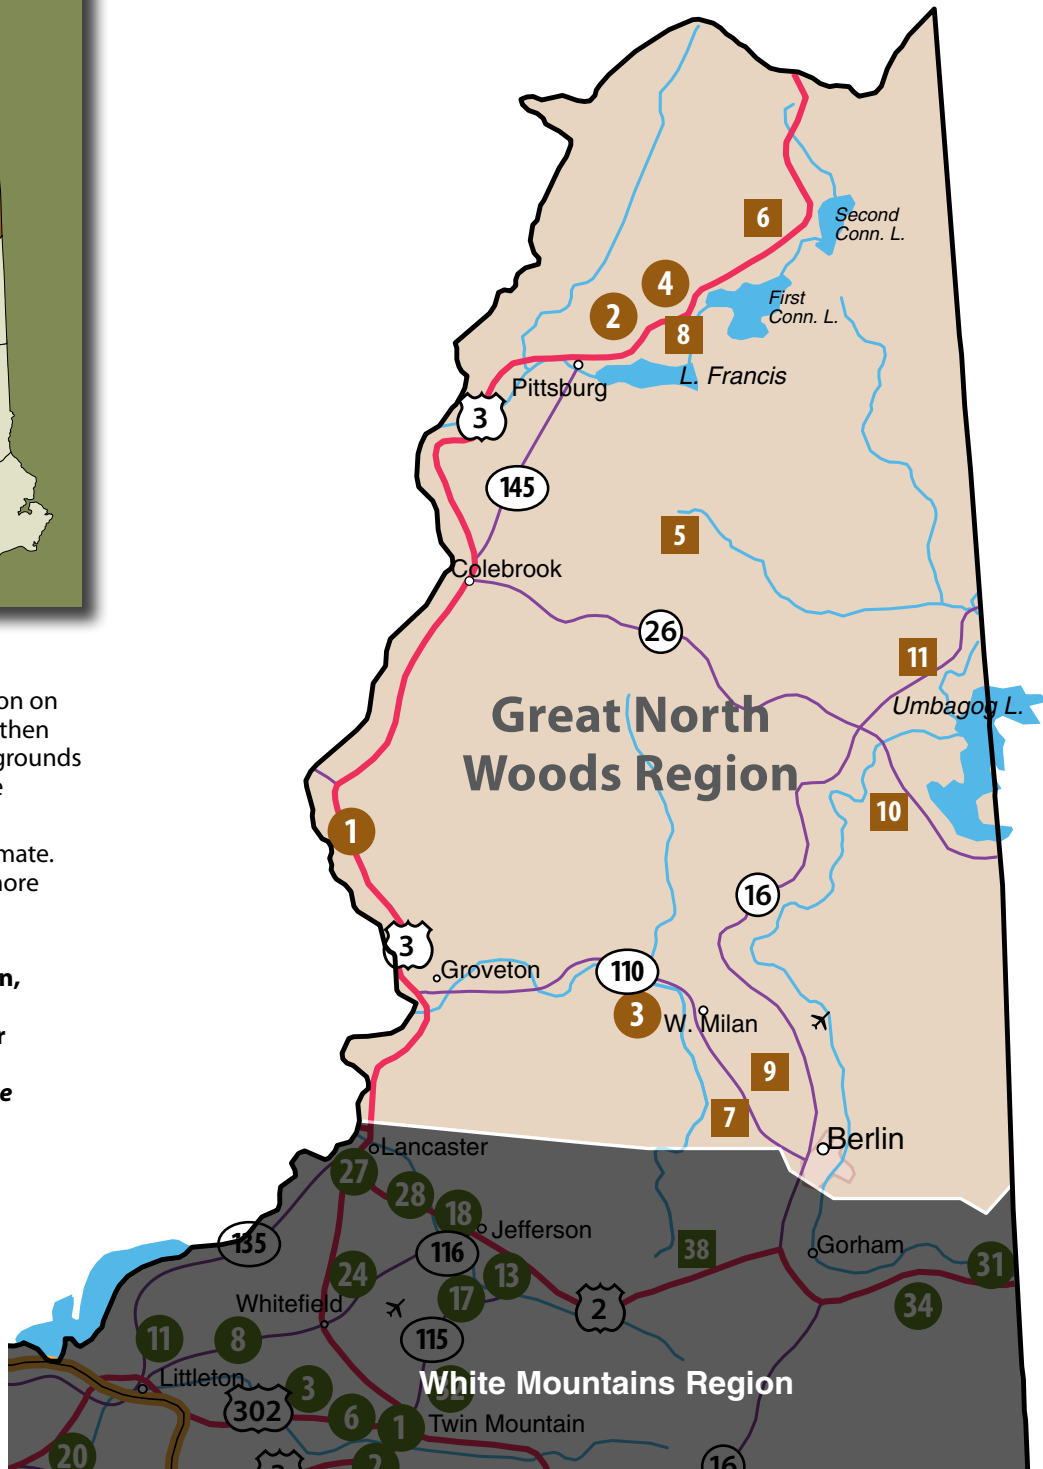 6
Second
Conn. L.
4
First
Conn. L.
2
8
L. Francis
Pittsburg
3
145
5
Colebrook
26
11
on on
then
grounds
e
Umbagog L.
Great North
Woods Region
10
1
mate.
nore
16
3
Groveton
110
n,
3
W. Milan
r
9
e
7
Berlin
Lancaster
27
28
18
Jefferson
135
116
38
Gorham
24
13
31
17
2
34
Whitefield
11
8
115
Littleton
3
32
White Mountains Region
302
6
1
Twin Mountain
20
2
3
16